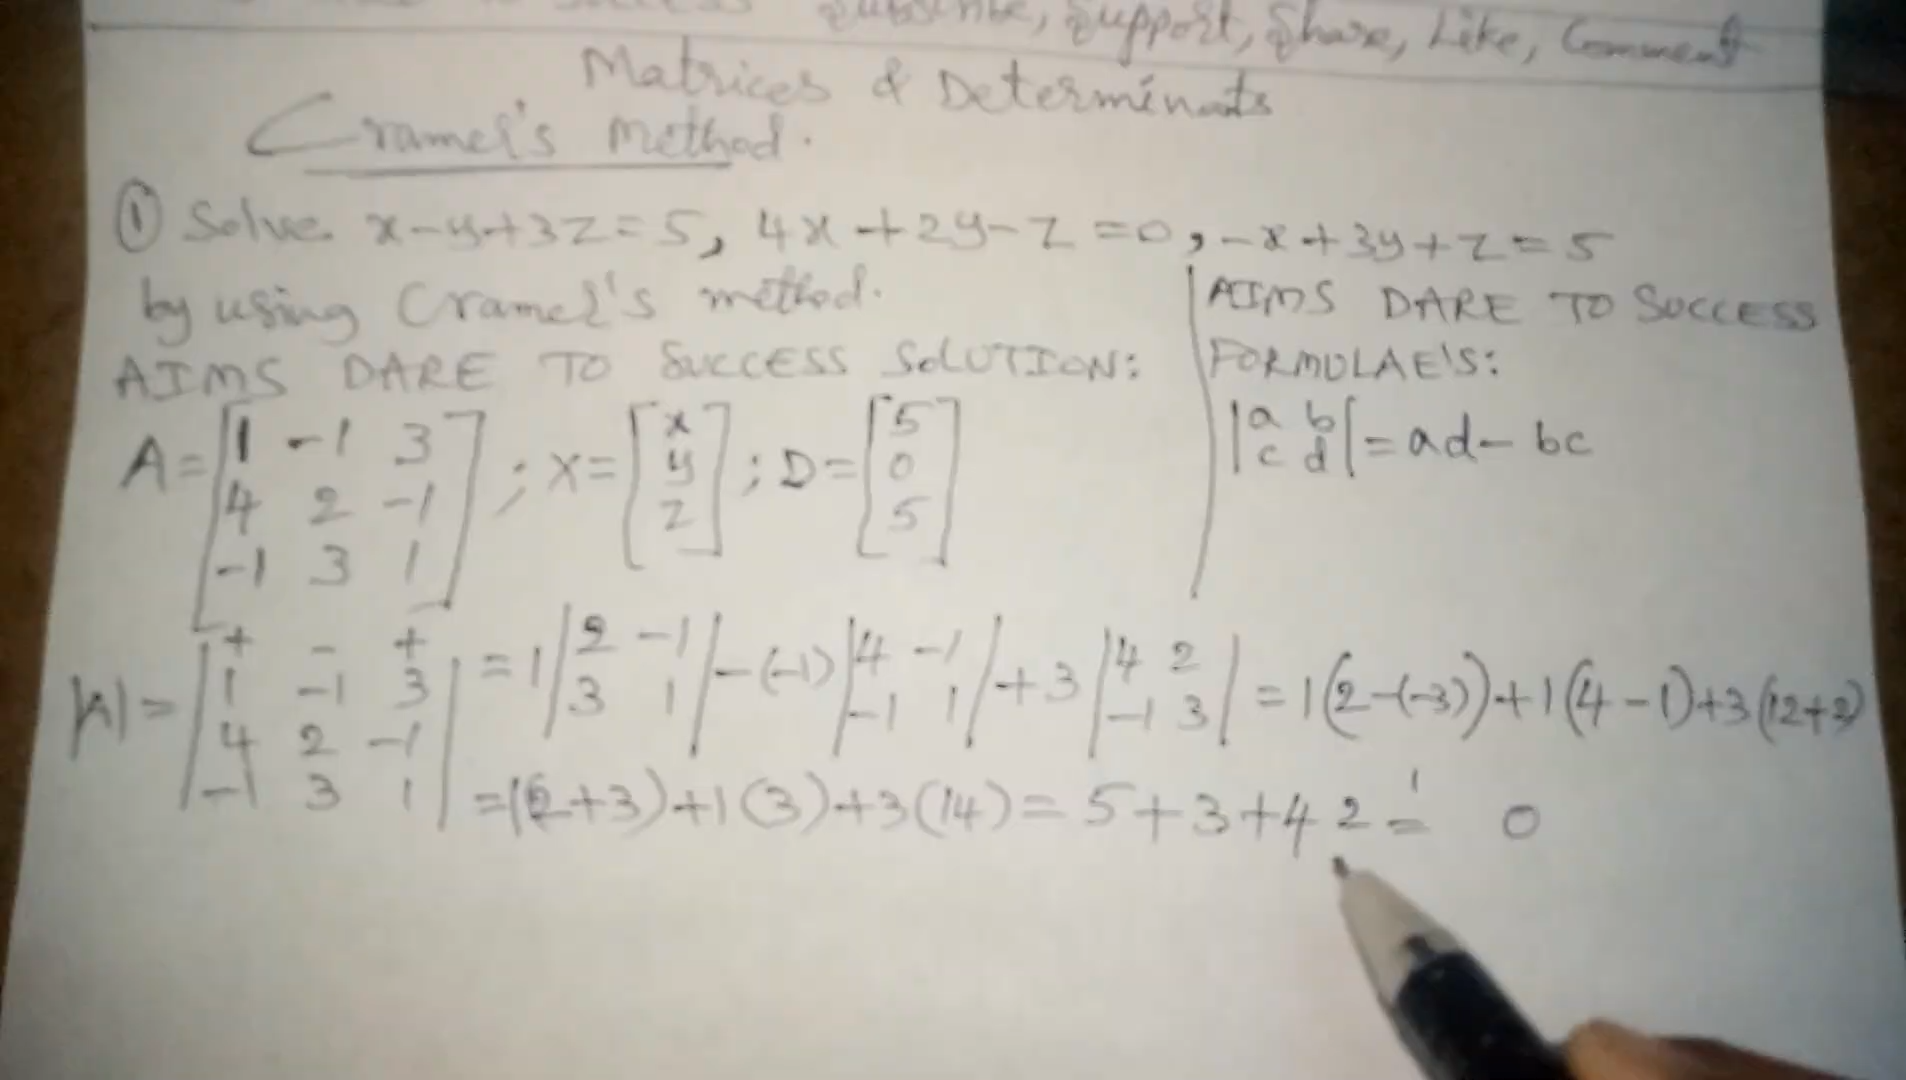 Subscribe, Support, Share, Like, Comment
Matrices & Determinants
Cramer's Method.
① Solve x-y+3z=5, 4x+2y-z=0, -x+3y+z=5
by using Cramer's method.
AIMS DARE TO SUCCESS SOLUTION:
AIMS DARE TO SUCCESS
FORMULAE'S:
|a b| = ad - bc
|c d|
A = [1 -1 3] ; X = [x] ; D = [5]
[4 2 -1] [y] [0]
[-1 3 1] [z] [5]
+ - +
|A| = |1 -1 3| = 1|2 -1| -(-1)|4 -1| +3|4 2| = 1(2-(-3))+1(4-1)+3(12+2)
|4 2 -1| |3 1| |-1 1| |-1 3|
|-1 3 1| = 1(2+3)+1(3)+3(14) = 5+3+42 = 0